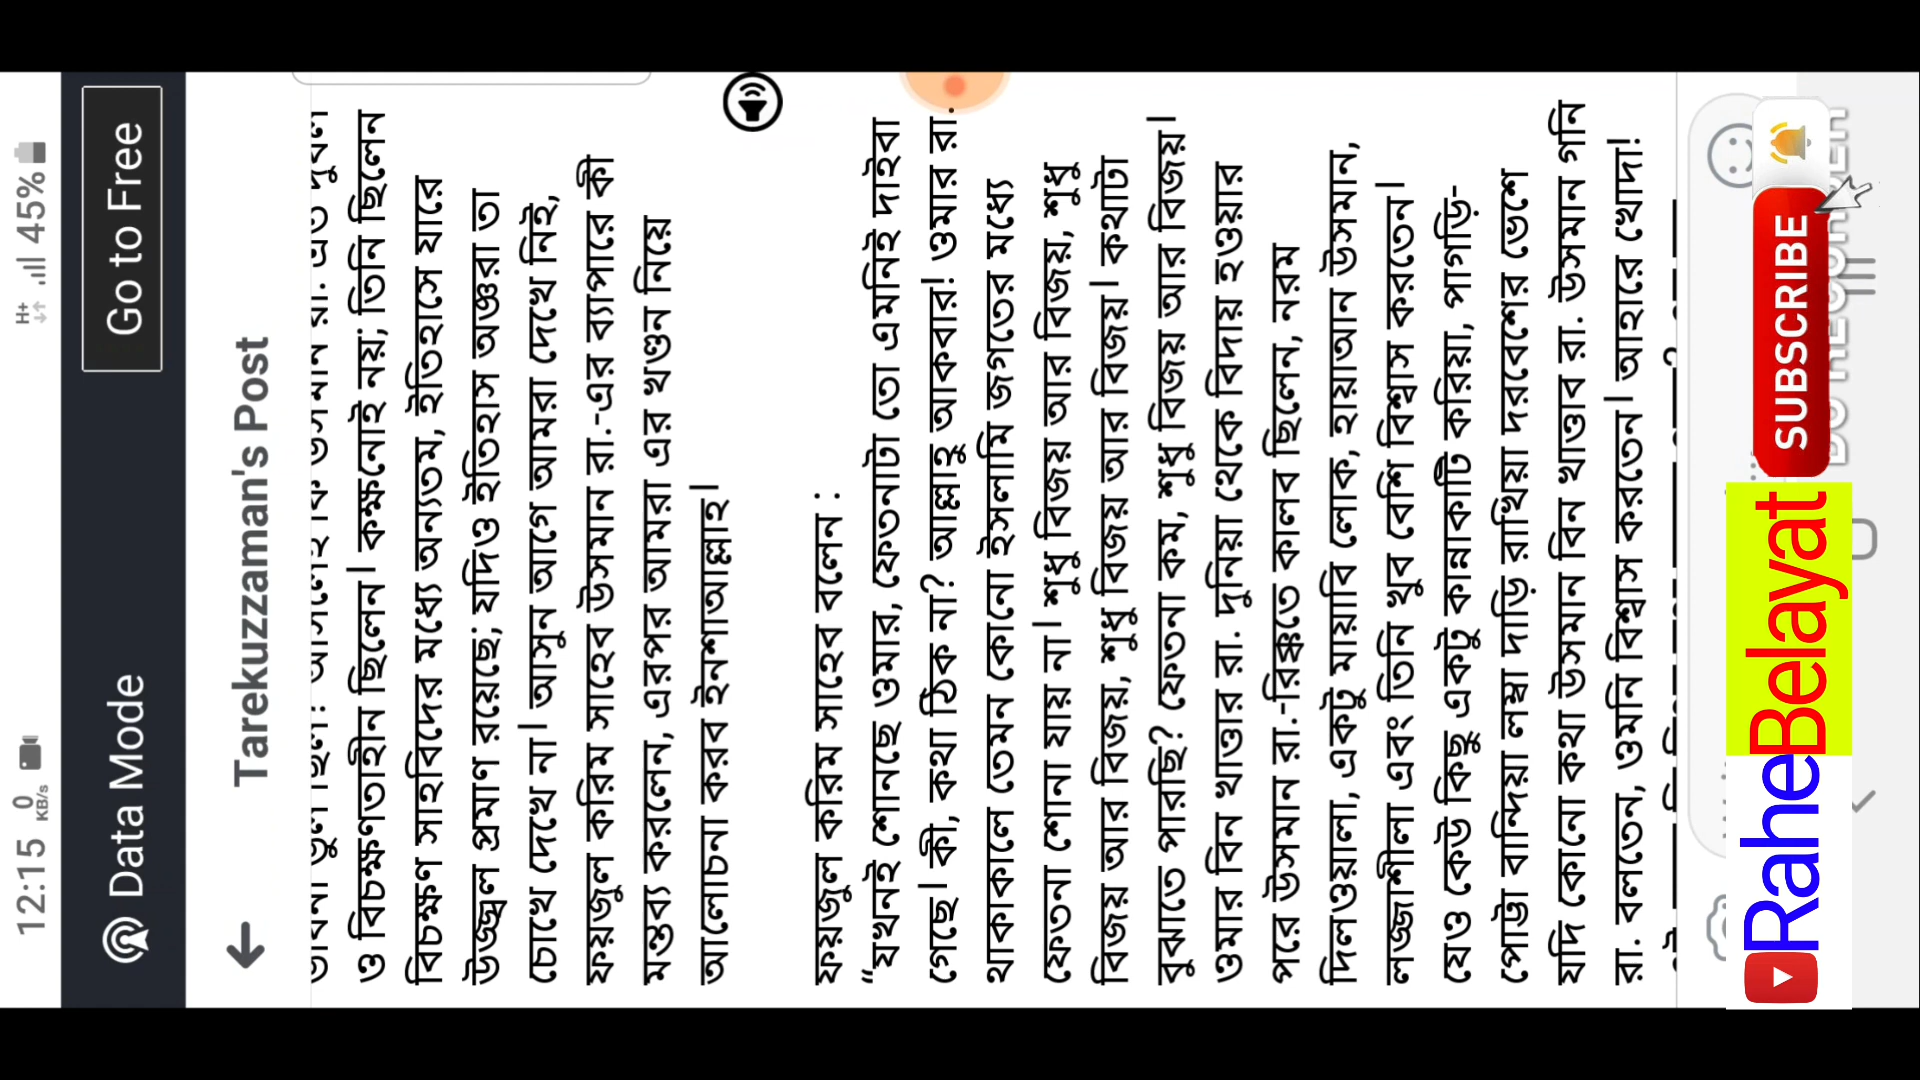 12:15 0 KB/s H+ 45%
Data Mode Go to Free
Tarekuzzaman's Post
ও বিচক্ষণতাহীন ছিলেন। কক্ষনোই নয়; তিনি ছিলেন
বিচক্ষণ সাহাবিদের মধ্যে অন্যতম, ইতিহাসে যারে
উজ্জ্বল প্রমাণ রয়েছে; যদিও ইতিহাস অজ্ঞরা তা
চোখে দেখে না। আসুন আগে আমরা দেখে নিই,
ফয়জুল করিম সাহেব উসমান রা.-এর ব্যাপারে কী
মন্তব্য করলেন, এরপর আমরা এর খণ্ডন নিয়ে
আলোচনা করব ইনশাআল্লাহ।
ফয়জুল করিম সাহেব বলেন :
“যখনই শোনছে ওমার, ফেতনাটা তো এমনিই দাইবা
গেছে। কী, কথা ঠিক না? আল্লাহু আকবার! ওমার রা.
থাকাকালে তেমন কোনো ইসলামি জগতের মধ্যে
ফেতনা শোনা যায় না। শুধু বিজয় আর বিজয়, শুধু
বিজয় আর বিজয়, শুধু বিজয় আর বিজয়। কথাটা
বুঝাতে পারছি? ফেতনা কম, শুধু বিজয় আর বিজয়।
ওমার বিন খাত্তার রা. দুনিয়া থেকে বিদায় হওয়ার
পরে উসমান রা.-রিক্কতে কালব ছিলেন, নরম
দিলওয়ালা, একটু মায়াবি লোক, হায়াআন উসমান,
লজ্জাশীলা এবং তিনি খুব বেশি বিশ্বাস করতেন।
যেও কেউ কিছু একটু কান্নাকাটি করিয়া, পাগড়ি-
পোত্তা বান্দিয়া লম্বা দাড়ি রাখিয়া দরবেশের ভেশে
যদি কোনো কথা উসমান বিন খাত্তাব রা. উসমান গনি
রা. বলতেন, ওমনি বিশ্বাস করতেন। আহারে খোদা!
RaheBelayat SUBSCRIBE